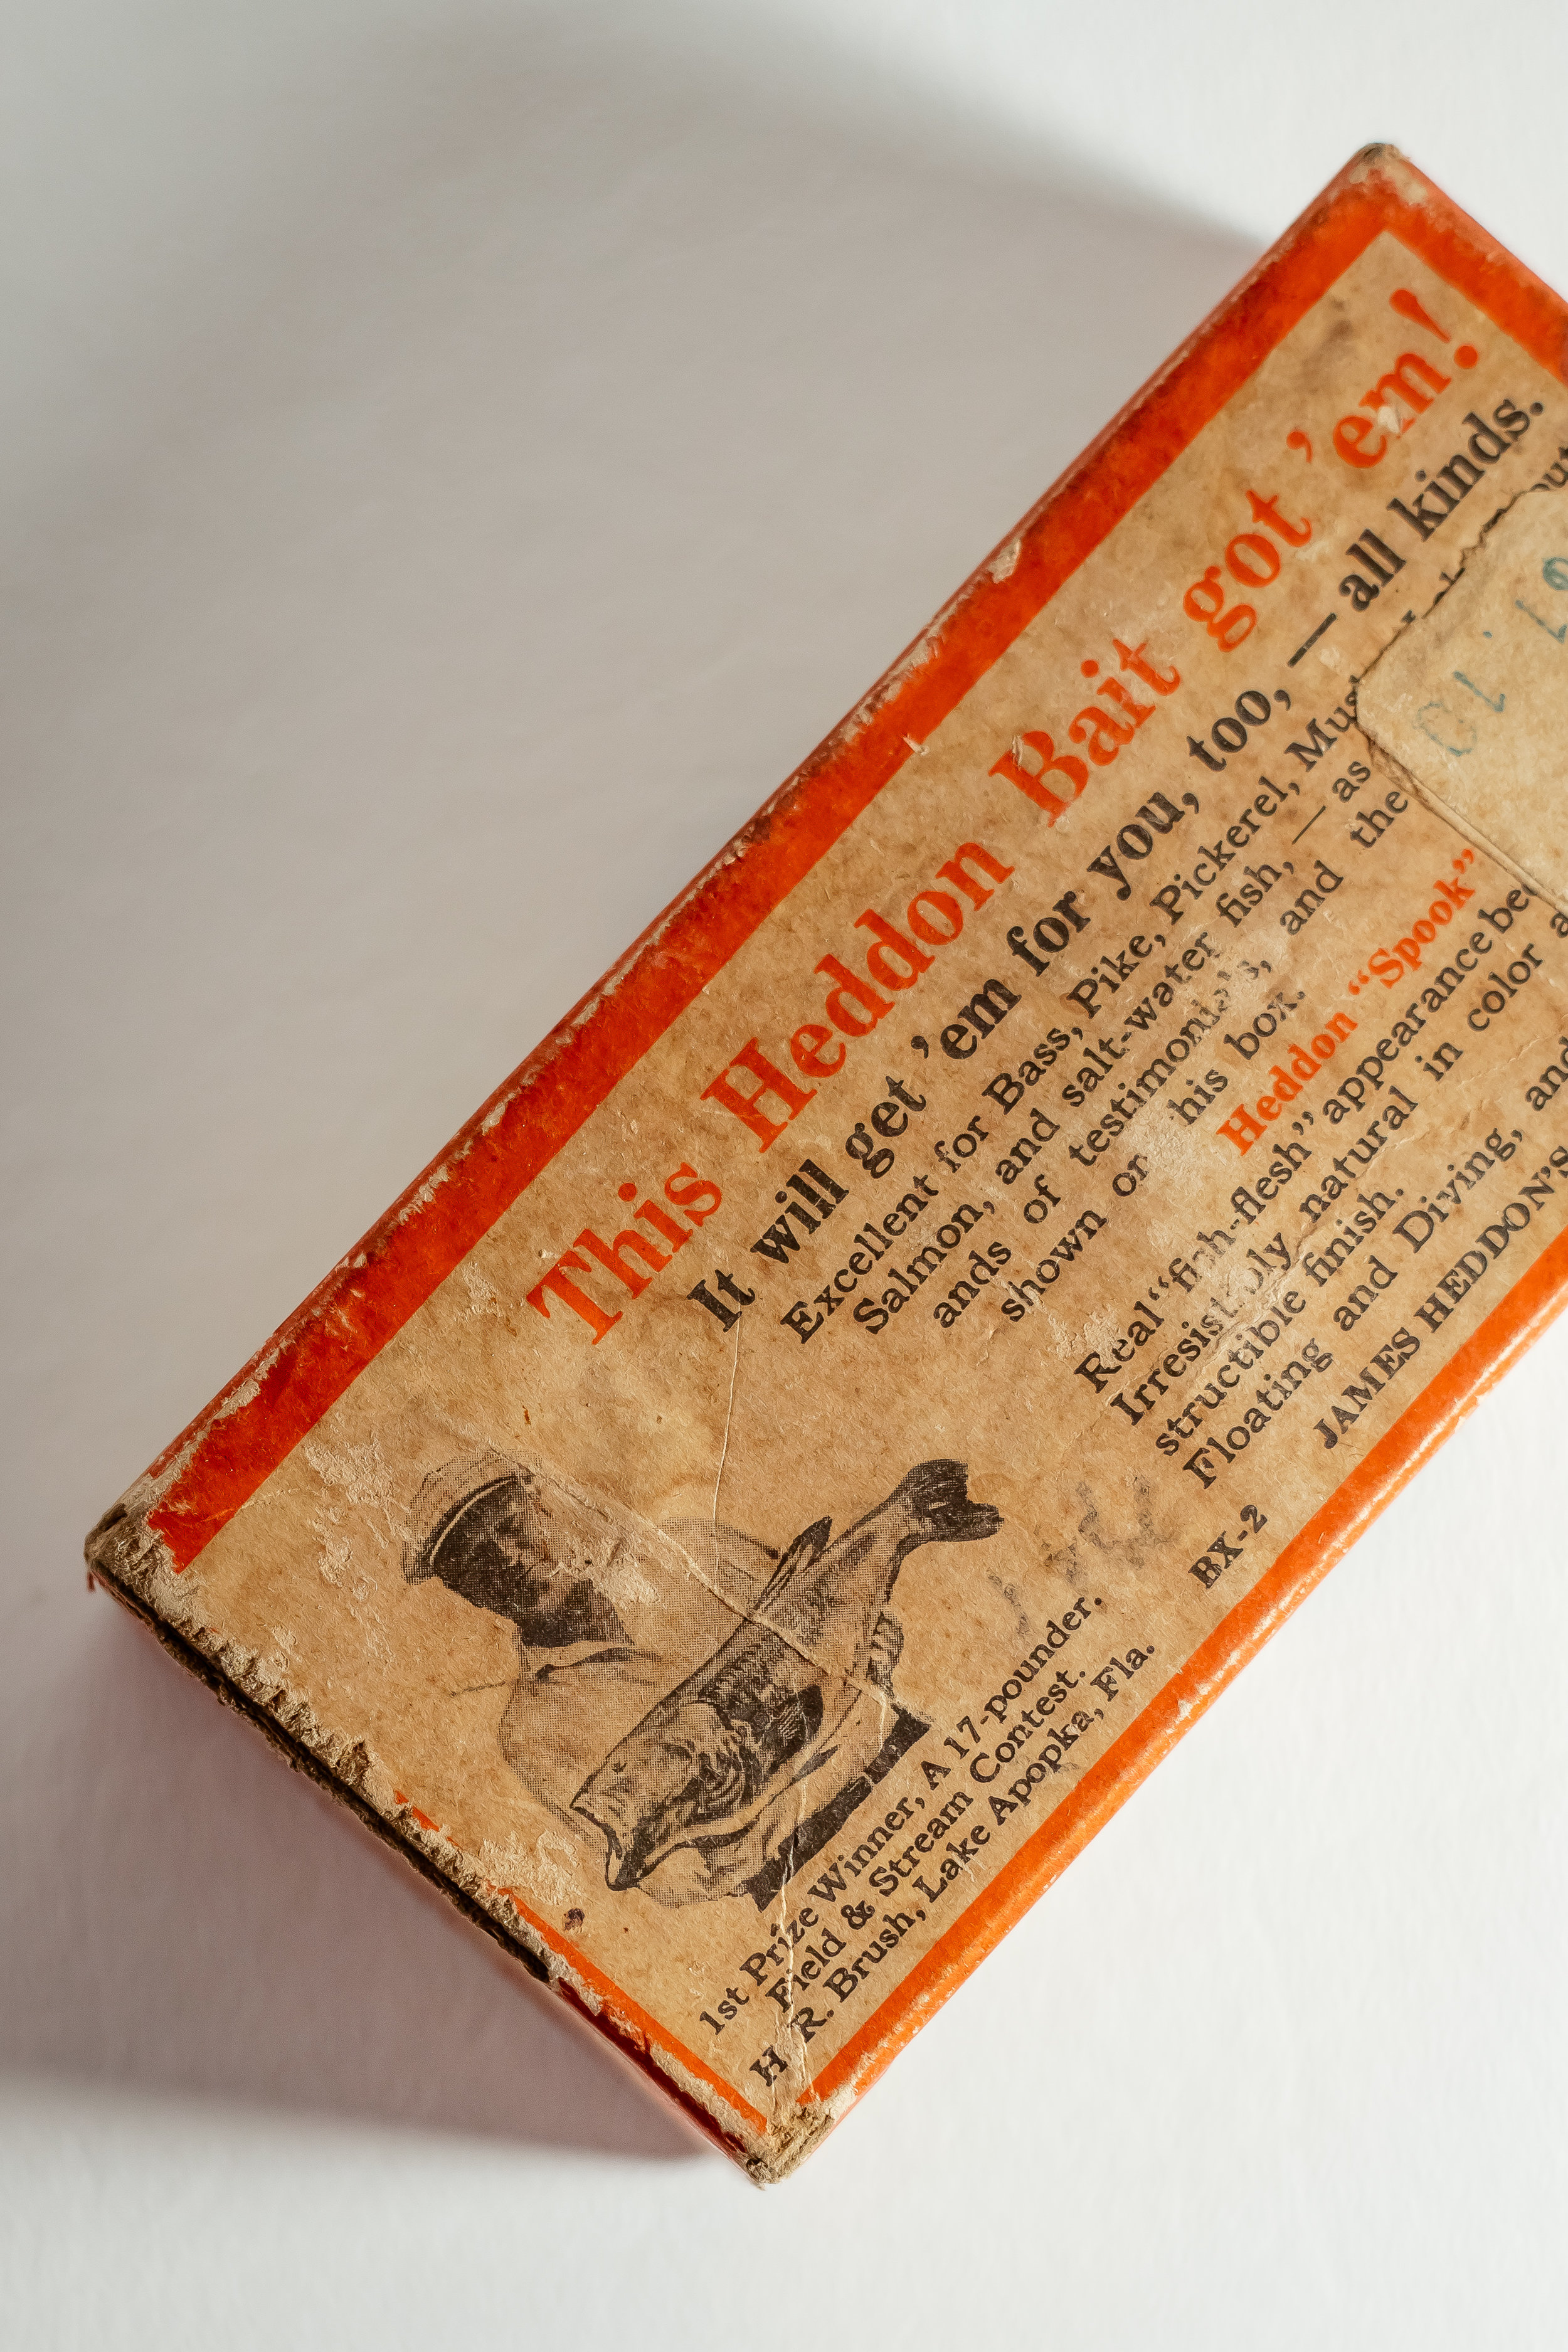 This Heddon Bait got 'em!
It will get 'em for you, too, — all kinds.
Excellent for Bass, Pike, Pickerel,
Salmon, and salt-water fish, — as
ands of testimonials, and the
shown on his box.
Heddon “Spook”
Real “fish-flesh” appearance
Irresistibly natural in color
structible finish.
Floating and Diving, and
JAMES HEDDON'S
BX-2
1st Prize Winner, A 17-pounder,
Field & Stream Contest.
H R. Brush, Lake Apopka, Fla.